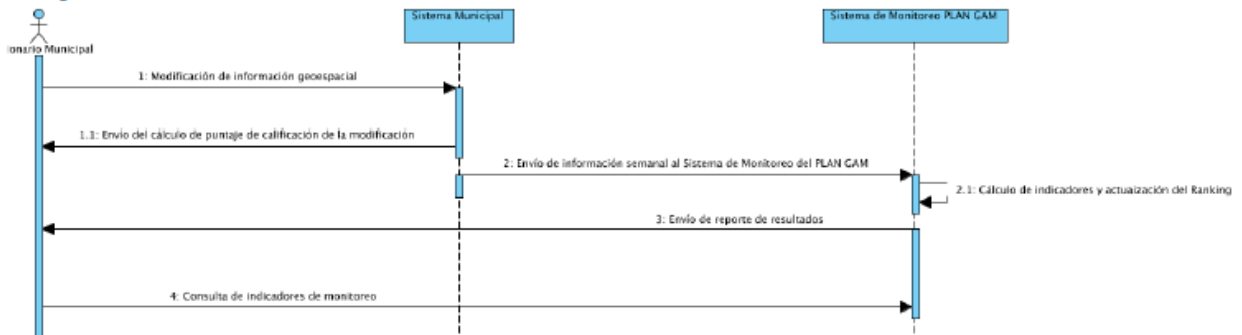 Sistema Municipal
Sistema de Monitoreo PLAN GAM
ionario Municipal
1: Modificación de información geoespacial
1.1: Envío del cálculo de puntaje de calificación de la modificación
2: Envío de información semanal al Sistema de Monitoreo del PLAN GAM
2.1: Cálculo de indicadores y actuaización del Ranking
3: Envío de reporte de resultados
4: Consulta de indicadores de monitoreo